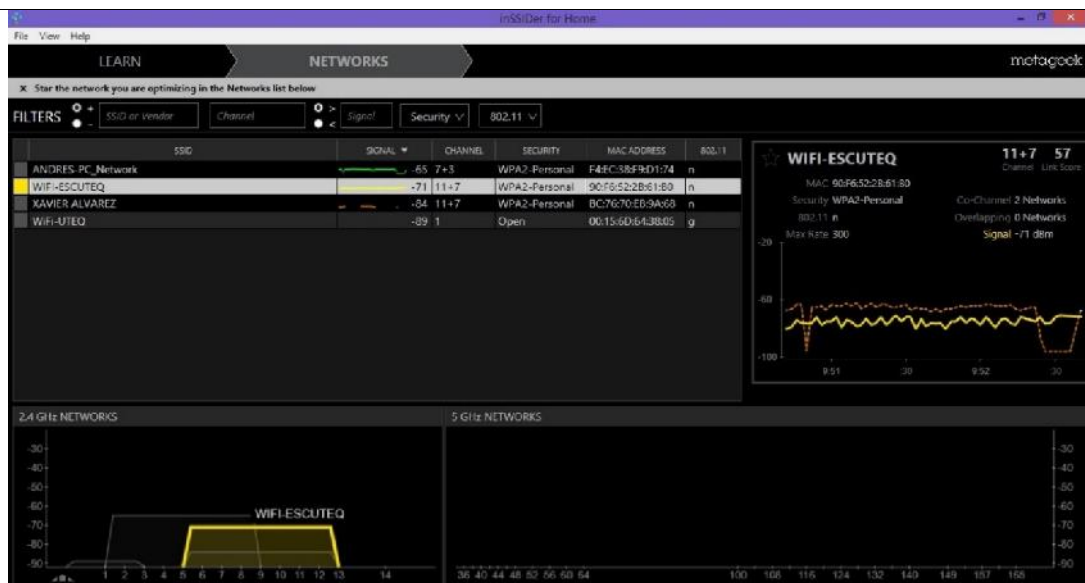 inSSIDer for Home
File View Help
LEARN NETWORKS metageek
X Star the network you are optimizing in the Networks list below
FILTERS + - SSID or Vendor Channel > < Signal Security 802.11
SSID SIGNAL CHANNEL SECURITY MAC ADDRESS 802.11
ANDRES-PC_Network -65 7+3 WPA2-Personal F4:EC:38:F9:D1:74 n
WIFI-ESCUTEQ -71 11+7 WPA2-Personal 90:F6:52:2B:61:B0 n
XAVIER ALVAREZ -84 11+7 WPA2-Personal BC:76:70:EB:9A:68 n
WiFi-UTEQ -89 1 Open 00:15:6D:64:38:05 g
WIFI-ESCUTEQ 11+7 57
Channel Link Score
MAC 90:F6:52:2B:61:B0
Security WPA2-Personal Co-Channel 2 Networks
802.11 n Overlapping 0 Networks
Max Rate 300 Signal -71 dBm
-20
-60
-100
9:51 :30 9:52 :30
2.4 GHz NETWORKS 5 GHz NETWORKS
-30 -30
-40 -40
-50 -50
-60 -60
WIFI-ESCUTEQ
-70 -70
-80 -80
-90 -90
1 2 3 4 5 6 7 8 9 10 11 12 13 14 36 40 44 48 52 56 60 64 100 108 116 124 132 140 149 157 165